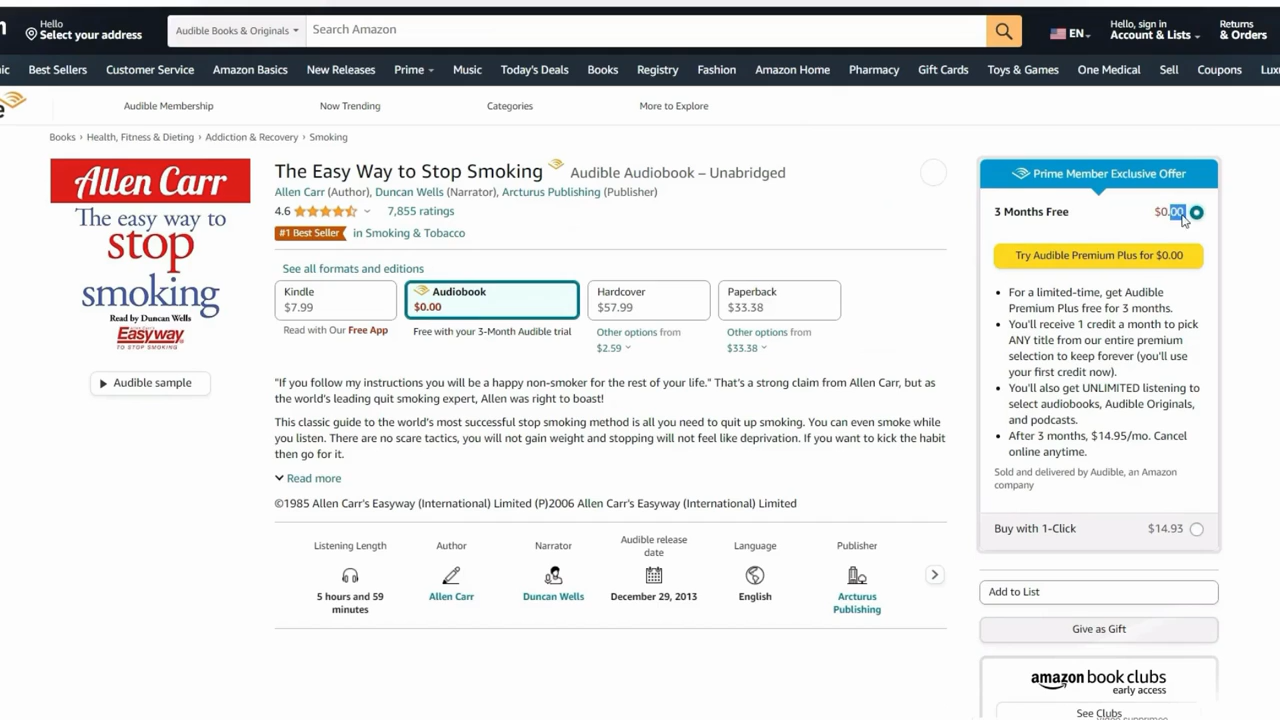 Hello
Select your address
Audible Books & Originals
Search Amazon
EN
Hello, sign in
Account & Lists
Returns
& Orders
Best Sellers
Customer Service
Amazon Basics
New Releases
Prime
Music
Today's Deals
Books
Registry
Fashion
Amazon Home
Pharmacy
Gift Cards
Toys & Games
One Medical
Sell
Coupons
Audible Membership
Now Trending
Categories
More to Explore
Books › Health, Fitness & Dieting › Addiction & Recovery › Smoking
Allen Carr
The easy way to
stop
smoking
Read by Duncan Wells
Allen Carr's
Easyway
TO STOP SMOKING
Audible sample
The Easy Way to Stop Smoking Audible Audiobook – Unabridged
Allen Carr (Author), Duncan Wells (Narrator), Arcturus Publishing (Publisher)
4.6 7,855 ratings
#1 Best Seller in Smoking & Tobacco
See all formats and editions
Kindle
$7.99
Read with Our Free App
Audiobook
$0.00
Free with your 3-Month Audible trial
Hardcover
$57.99
Other options from
$2.59
Paperback
$33.38
Other options from
$33.38
"If you follow my instructions you will be a happy non-smoker for the rest of your life." That's a strong claim from Allen Carr, but as
the world's leading quit smoking expert, Allen was right to boast!
This classic guide to the world's most successful stop smoking method is all you need to quit up smoking. You can even smoke while
you listen. There are no scare tactics, you will not gain weight and stopping will not feel like deprivation. If you want to kick the habit
then go for it.
Read more
©1985 Allen Carr's Easyway (International) Limited (P)2006 Allen Carr's Easyway (International) Limited
Listening Length
5 hours and 59
minutes
Author
Allen Carr
Narrator
Duncan Wells
Audible release
date
December 29, 2013
Language
English
Publisher
Arcturus
Publishing
Prime Member Exclusive Offer
3 Months Free $0.00
Try Audible Premium Plus for $0.00
• For a limited-time, get Audible
Premium Plus free for 3 months.
• You'll receive 1 credit a month to pick
ANY title from our entire premium
selection to keep forever (you'll use
your first credit now).
• You'll also get UNLIMITED listening to
select audiobooks, Audible Originals,
and podcasts.
• After 3 months, $14.95/mo. Cancel
online anytime.
Sold and delivered by Audible, an Amazon
company
Buy with 1-Click $14.93
Add to List
Give as Gift
amazon book clubs
early access
See Clubs